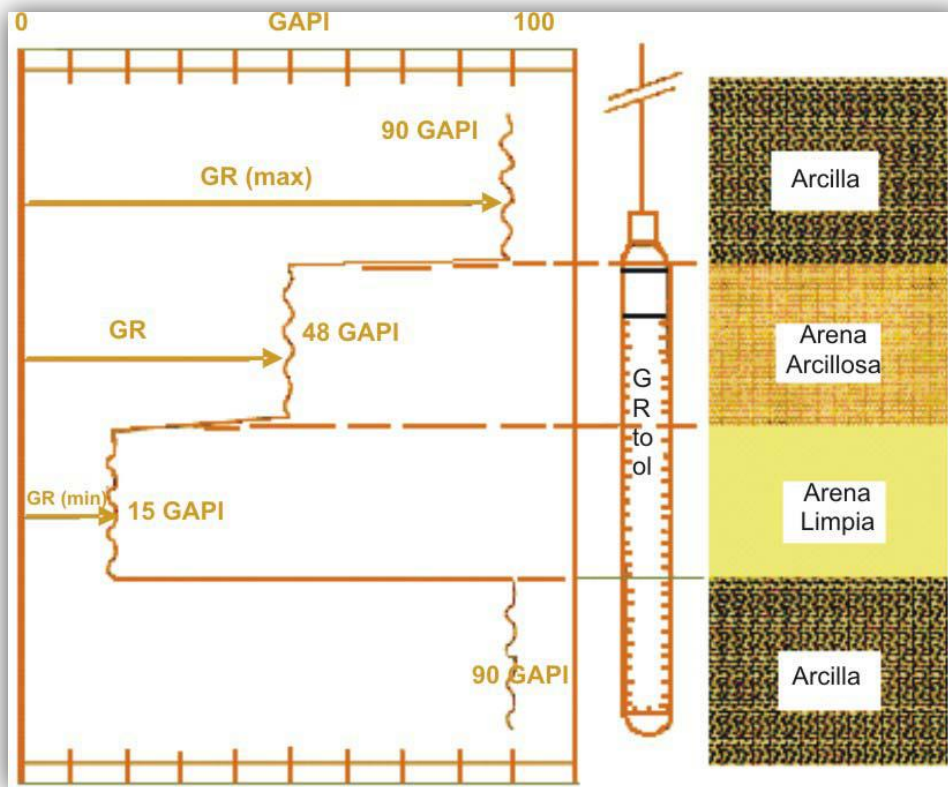 0 GAPI 100
90 GAPI
GR (max)
Arcilla
GR
48 GAPI
Arena
Arcillosa
G
R
to
ol
GR (min)
15 GAPI
Arena
Limpia
90 GAPI
Arcilla